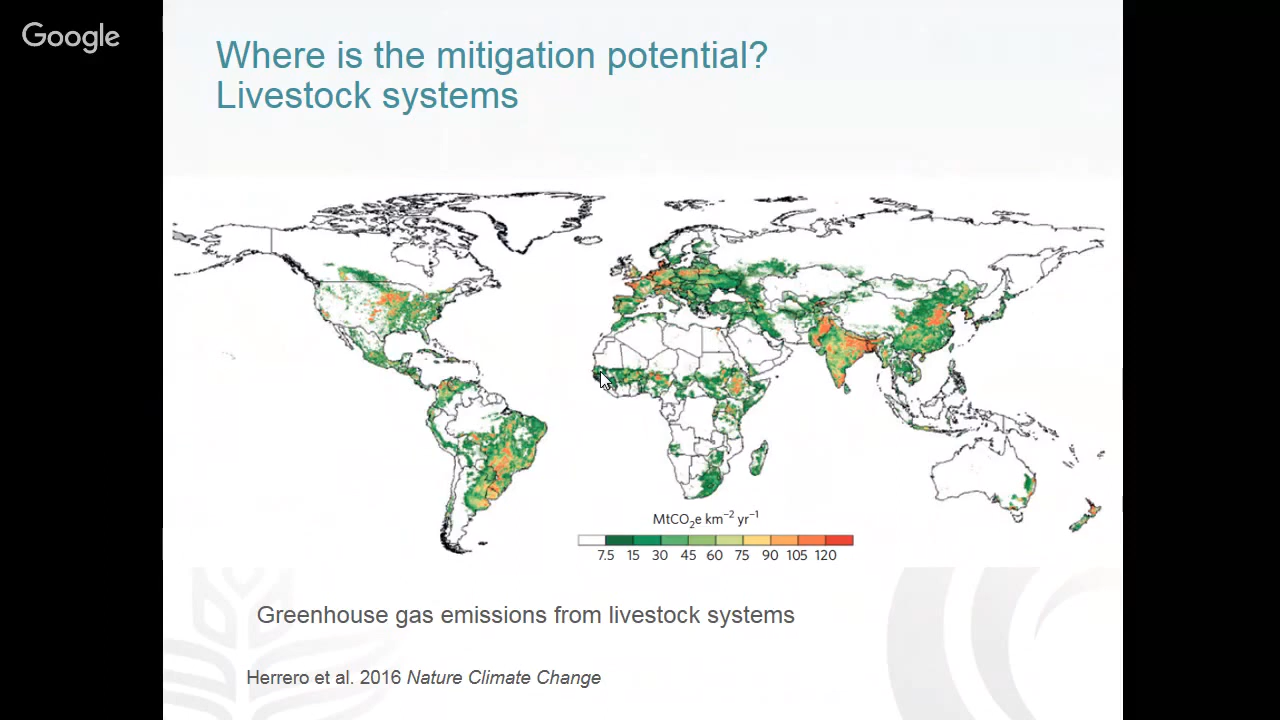 Google
Where is the mitigation potential?
Livestock systems
MtCO₂e km⁻² yr⁻¹
7.5 15 30 45 60 75 90 105 120
Greenhouse gas emissions from livestock systems
Herrero et al. 2016 Nature Climate Change